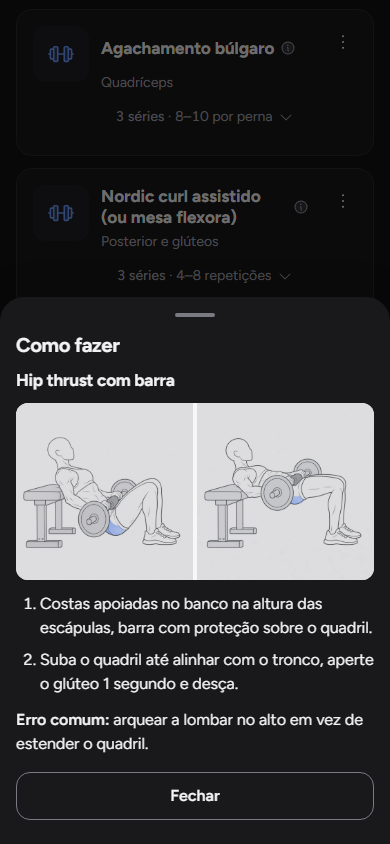 Agachamento búlgaro
Quadríceps
3 séries · 8–10 por perna
Nordic curl assistido
(ou mesa flexora)
Posterior e glúteos
3 séries · 4–8 repetições
Como fazer
Hip thrust com barra
1. Costas apoiadas no banco na altura das
escápulas, barra com proteção sobre o quadril.
2. Suba o quadril até alinhar com o tronco, aperte
o glúteo 1 segundo e desça.
Erro comum: arquear a lombar no alto em vez de
estender o quadril.
Fechar